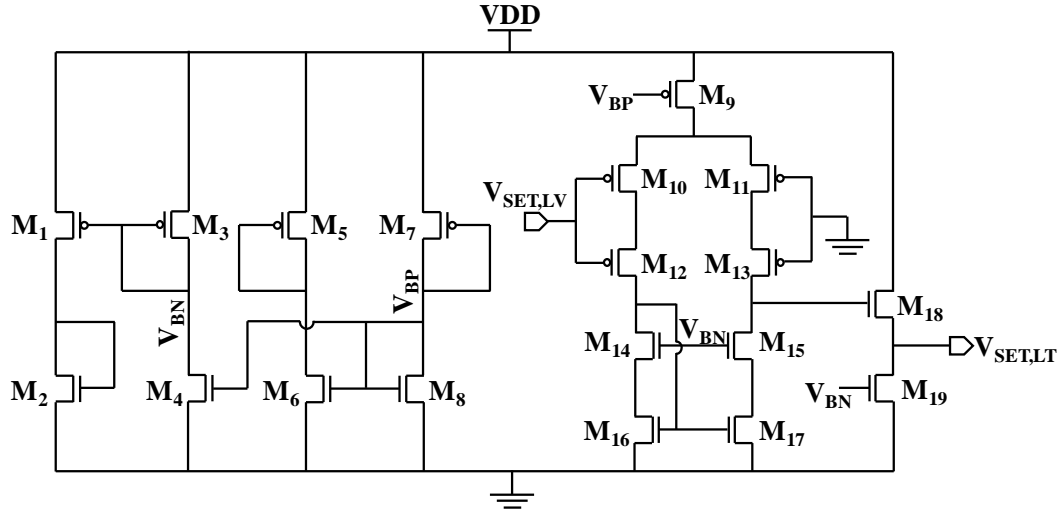 VDD
V_BP
M_9
M_10
M_11
V_SET,LV
M_1
M_3
M_5
M_7
M_12
M_13
V_BN
V_BP
M_18
M_14
V_BN
M_15
V_SET,LT
M_2
M_4
M_6
M_8
V_BN
M_19
M_16
M_17